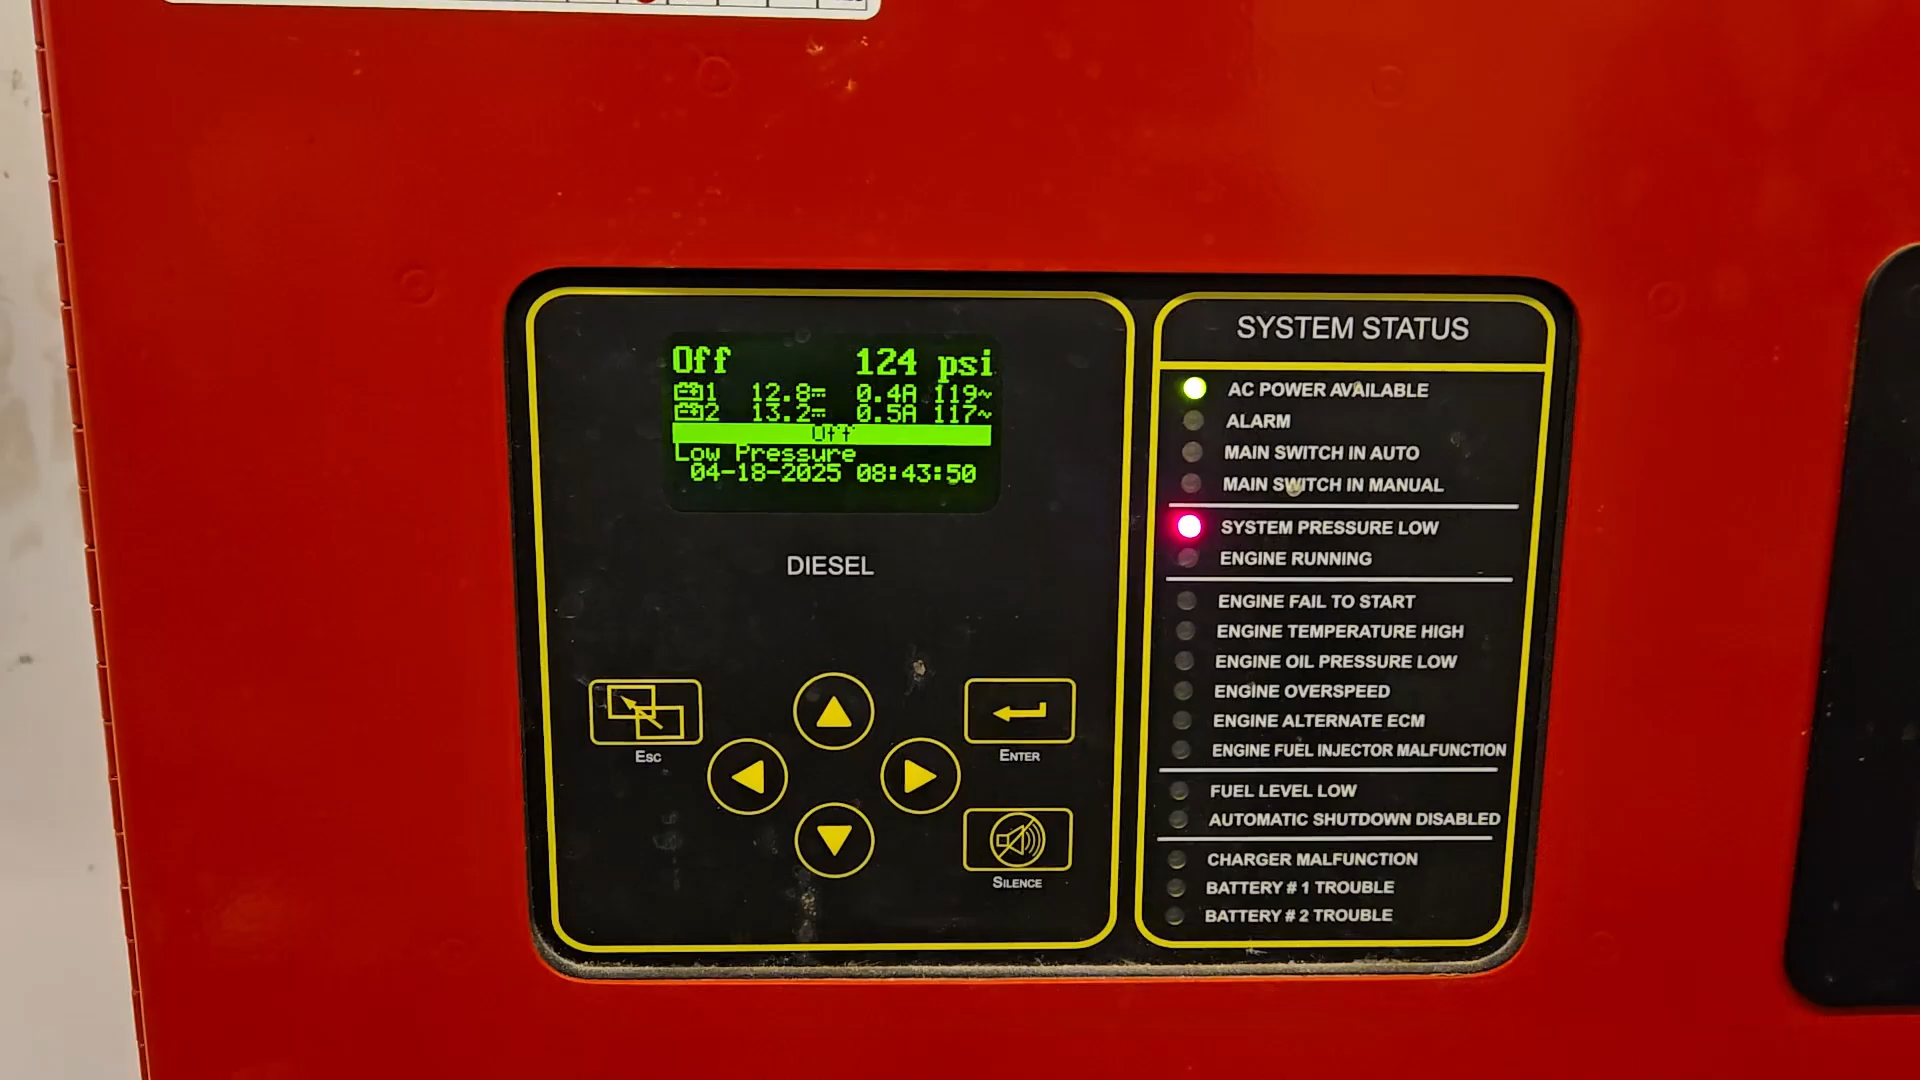 Off 124 psi
1 12.8= 0.4A 119~
2 13.2= 0.5A 117~
Off
Low Pressure
04-18-2025 08:43:50
DIESEL
ESC
ENTER
SILENCE
SYSTEM STATUS
AC POWER AVAILABLE
ALARM
MAIN SWITCH IN AUTO
MAIN SWITCH IN MANUAL
SYSTEM PRESSURE LOW
ENGINE RUNNING
ENGINE FAIL TO START
ENGINE TEMPERATURE HIGH
ENGINE OIL PRESSURE LOW
ENGINE OVERSPEED
ENGINE ALTERNATE ECM
ENGINE FUEL INJECTOR MALFUNCTION
FUEL LEVEL LOW
AUTOMATIC SHUTDOWN DISABLED
CHARGER MALFUNCTION
BATTERY # 1 TROUBLE
BATTERY # 2 TROUBLE